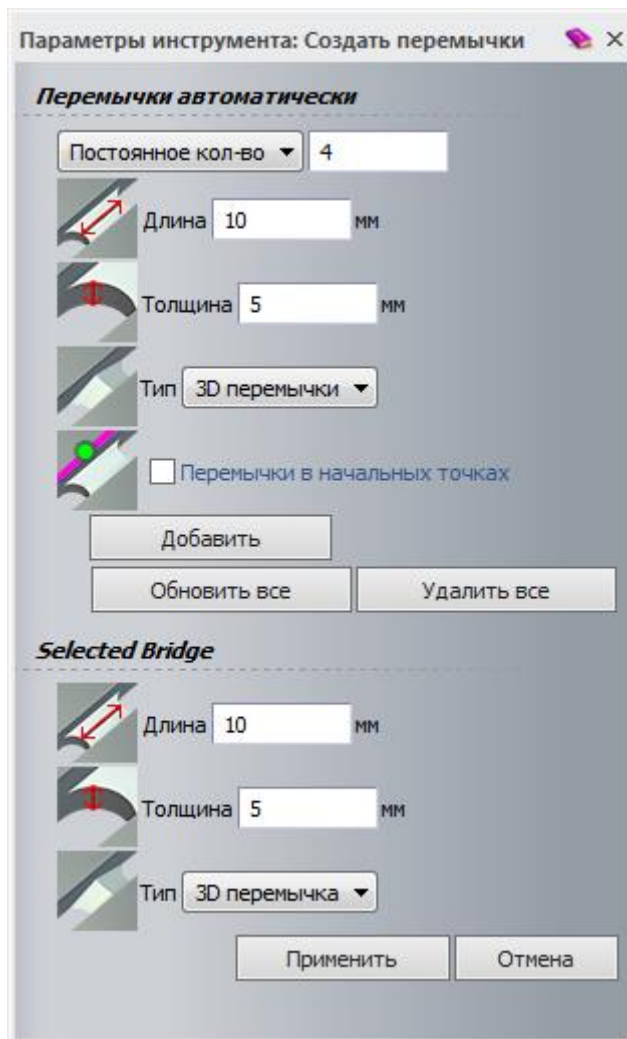 Параметры инструмента: Создать перемычки
Перемычки автоматически
Постоянное кол-во 4
Длина 10 мм
Толщина 5 мм
Тип 3D перемычки
Перемычки в начальных точках
Добавить
Обновить все Удалить все
Selected Bridge
Длина 10 мм
Толщина 5 мм
Тип 3D перемычка
Применить Отмена